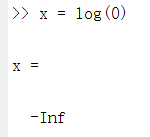 >> x = log(0)
x =
-Inf